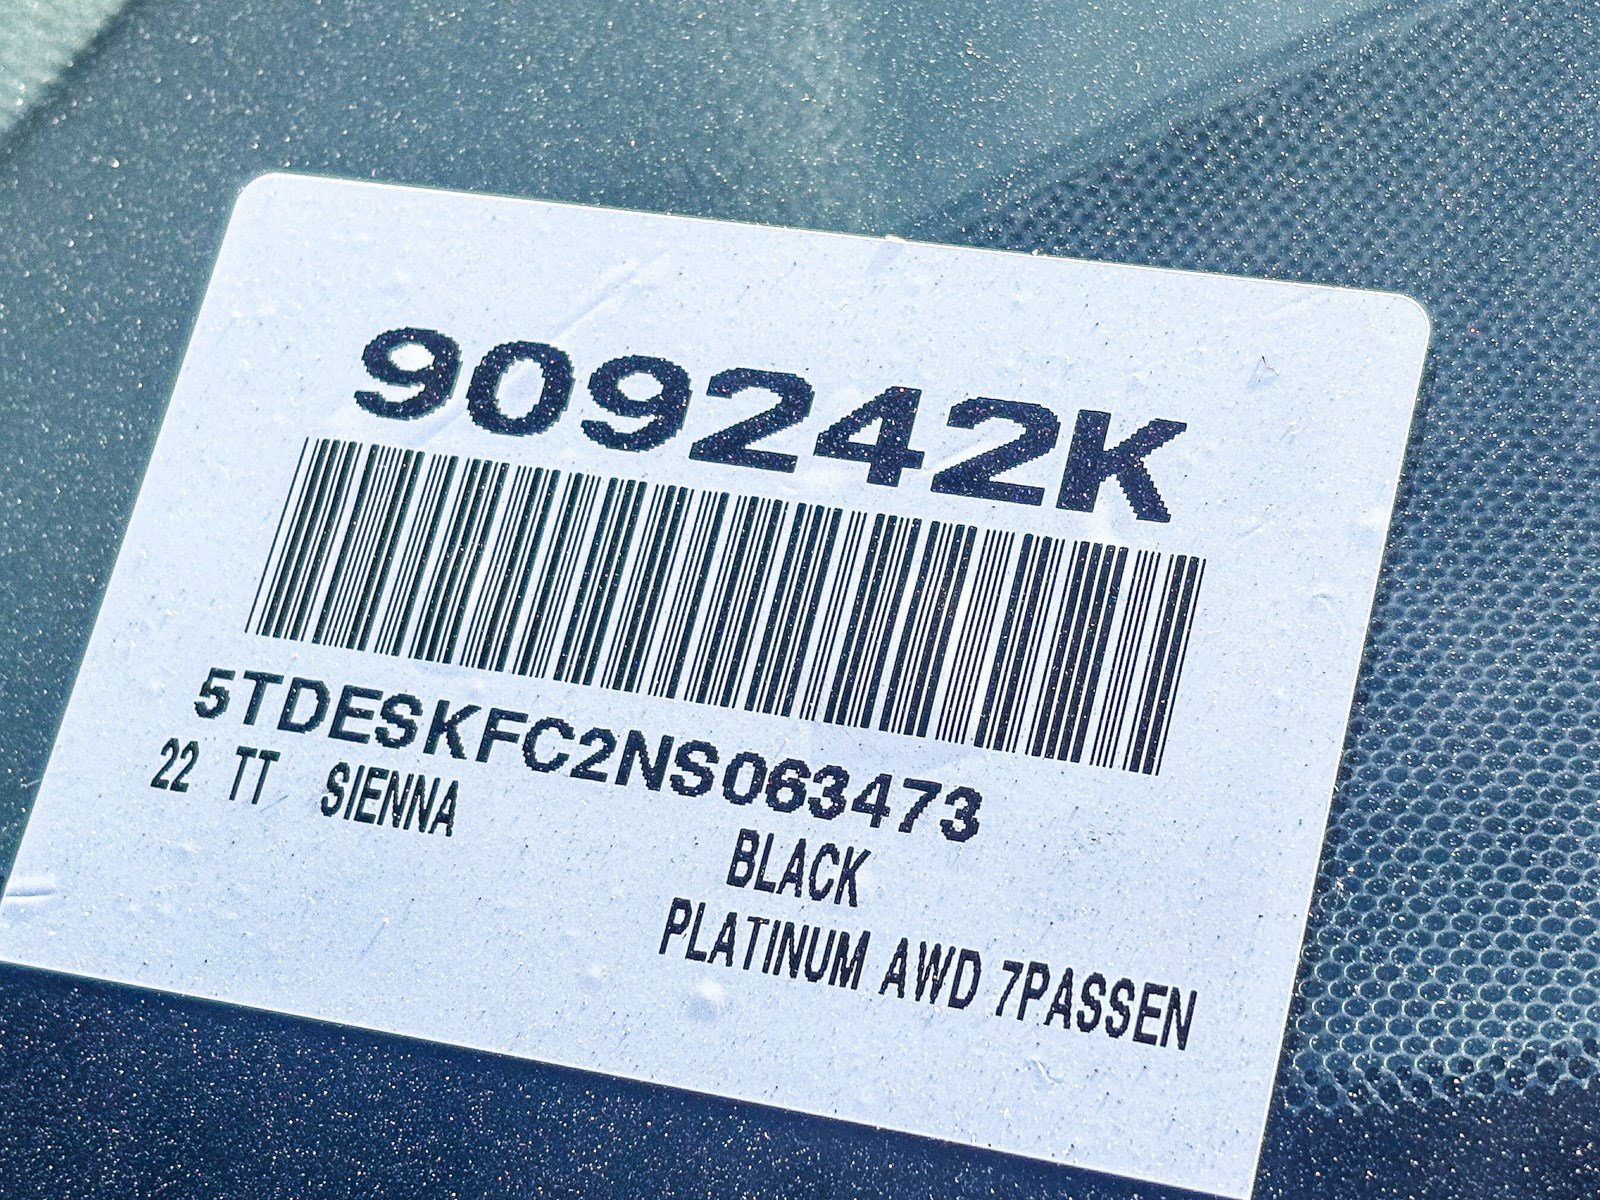 909242K
5TDESKFC2NS063473
22 TT SIENNA
BLACK
PLATINUM AWD 7PASSEN